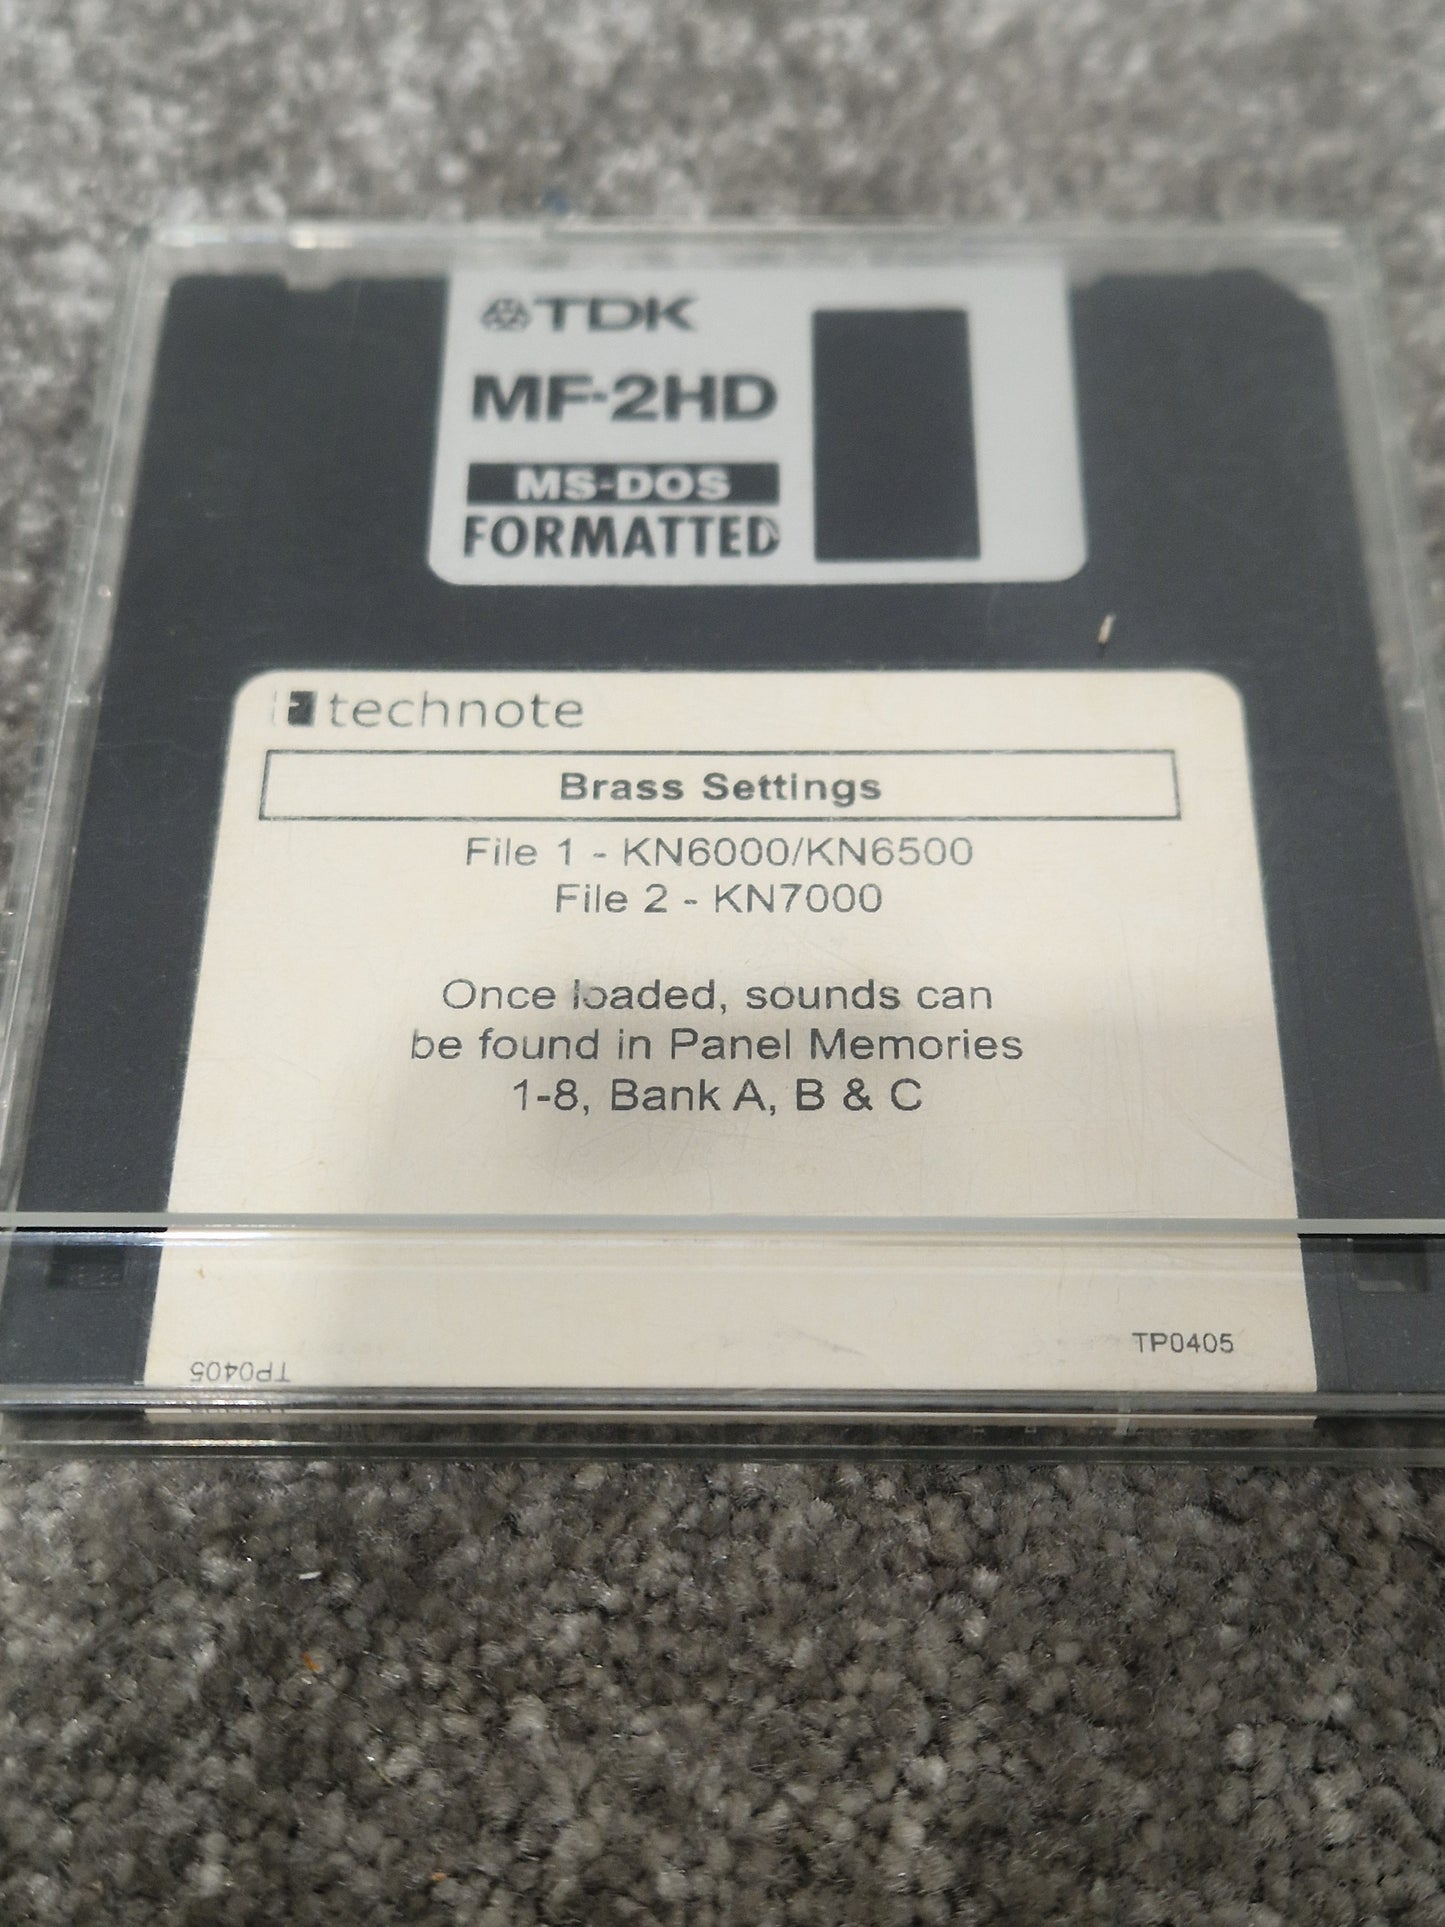 TDK
MF-2HD
MS-DOS
FORMATTED
technote
Brass Settings
File 1 - KN6000/KN6500
File 2 - KN7000
Once loaded, sounds can
be found in Panel Memories
1-8, Bank A, B & C
TP0405
TP0405